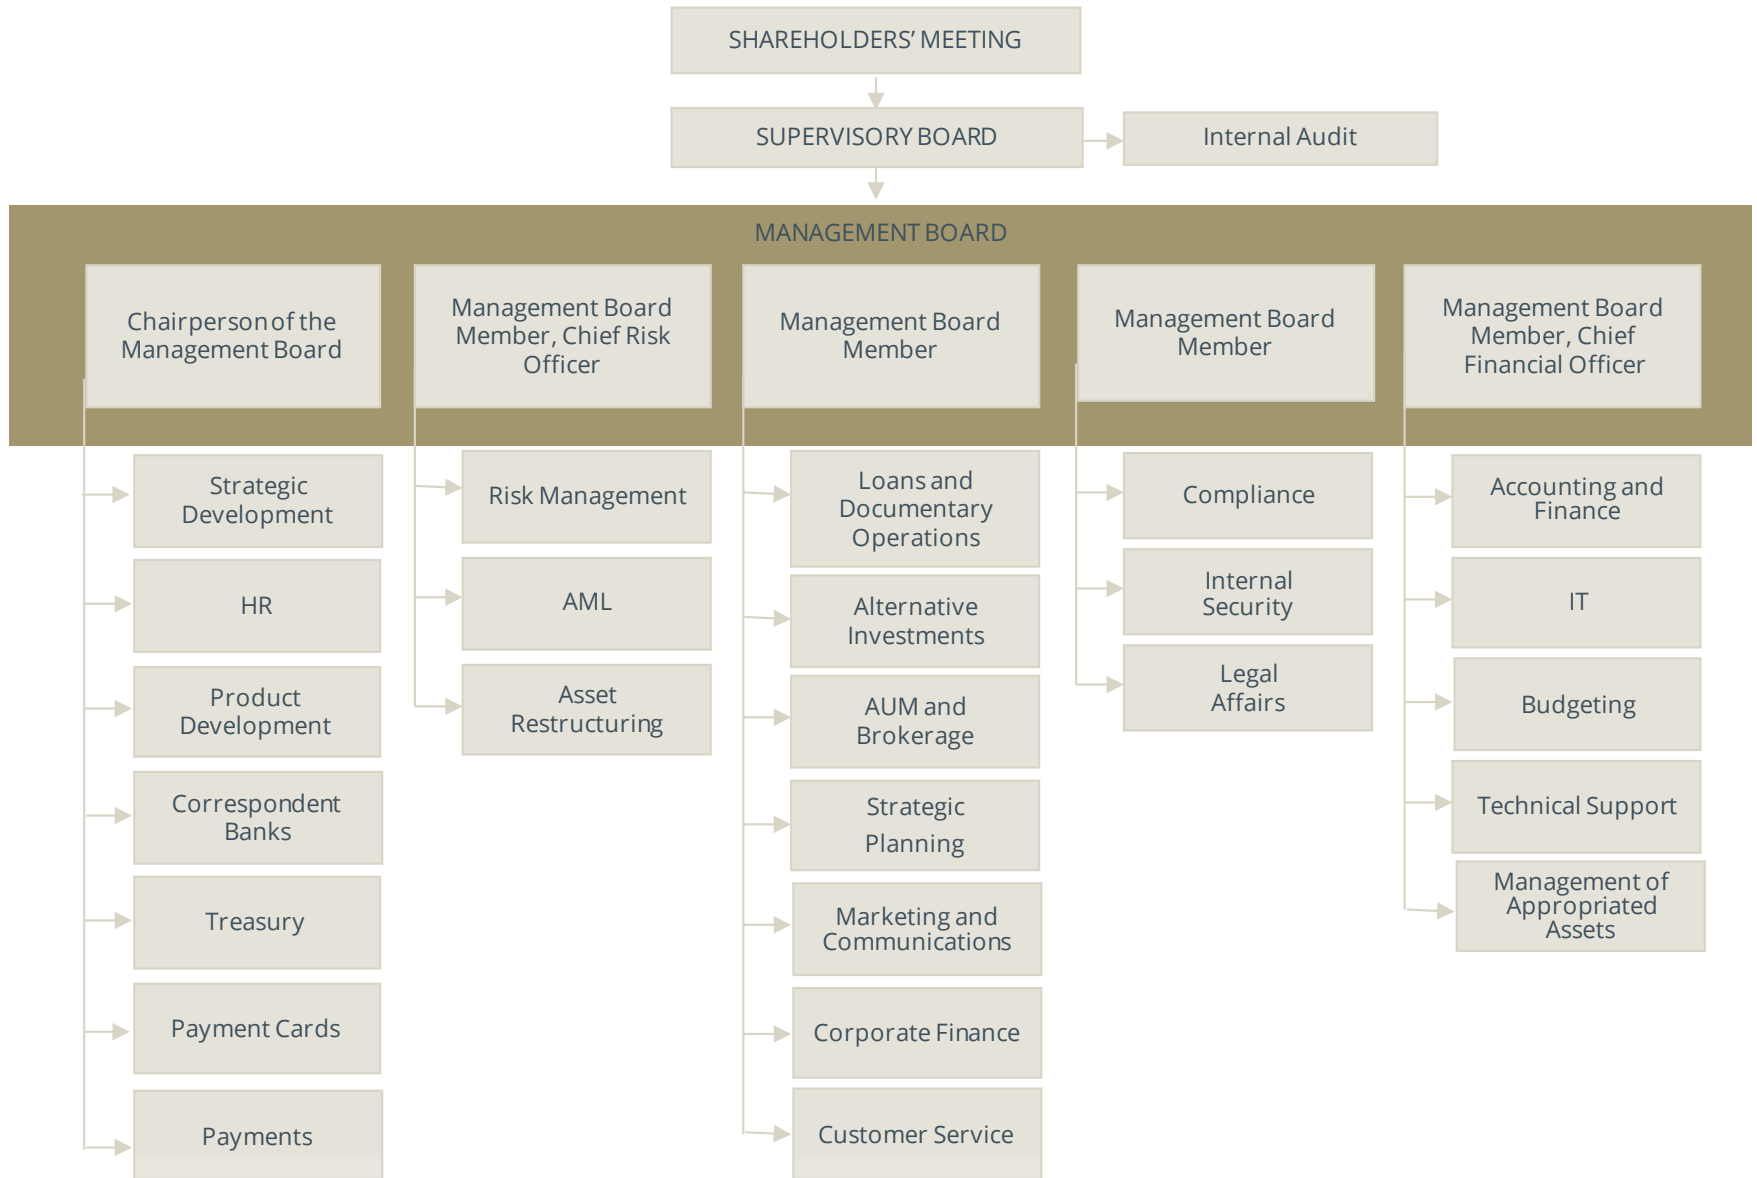 SHAREHOLDERS’ MEETING
SUPERVISORY BOARD
Internal Audit
MANAGEMENT BOARD
Chairperson of the
Management Board
Management Board
Member, Chief Risk
Officer
Management Board
Member
Management Board
Member
Management Board
Member, Chief
Financial Officer
Strategic
Development
HR
Product
Development
Correspondent
Banks
Treasury
Payment Cards
Payments
Risk Management
AML
Asset
Restructuring
Loans and
Documentary
Operations
Alternative
Investments
AUM and
Brokerage
Strategic
Planning
Marketing and
Communications
Corporate Finance
Customer Service
Compliance
Internal
Security
Legal
Affairs
Accounting and
Finance
IT
Budgeting
Technical Support
Management of
Appropriated
Assets